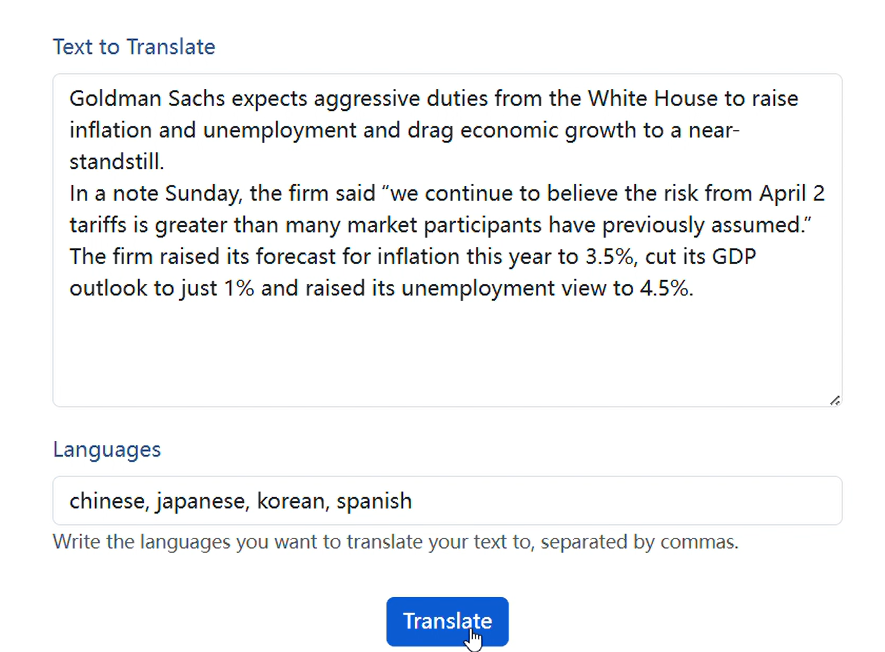 Text to Translate
Goldman Sachs expects aggressive duties from the White House to raise
inflation and unemployment and drag economic growth to a near-
standstill.
In a note Sunday, the firm said “we continue to believe the risk from April 2
tariffs is greater than many market participants have previously assumed.”
The firm raised its forecast for inflation this year to 3.5%, cut its GDP
outlook to just 1% and raised its unemployment view to 4.5%.
Languages
chinese, japanese, korean, spanish
Write the languages you want to translate your text to, separated by commas.
Translate